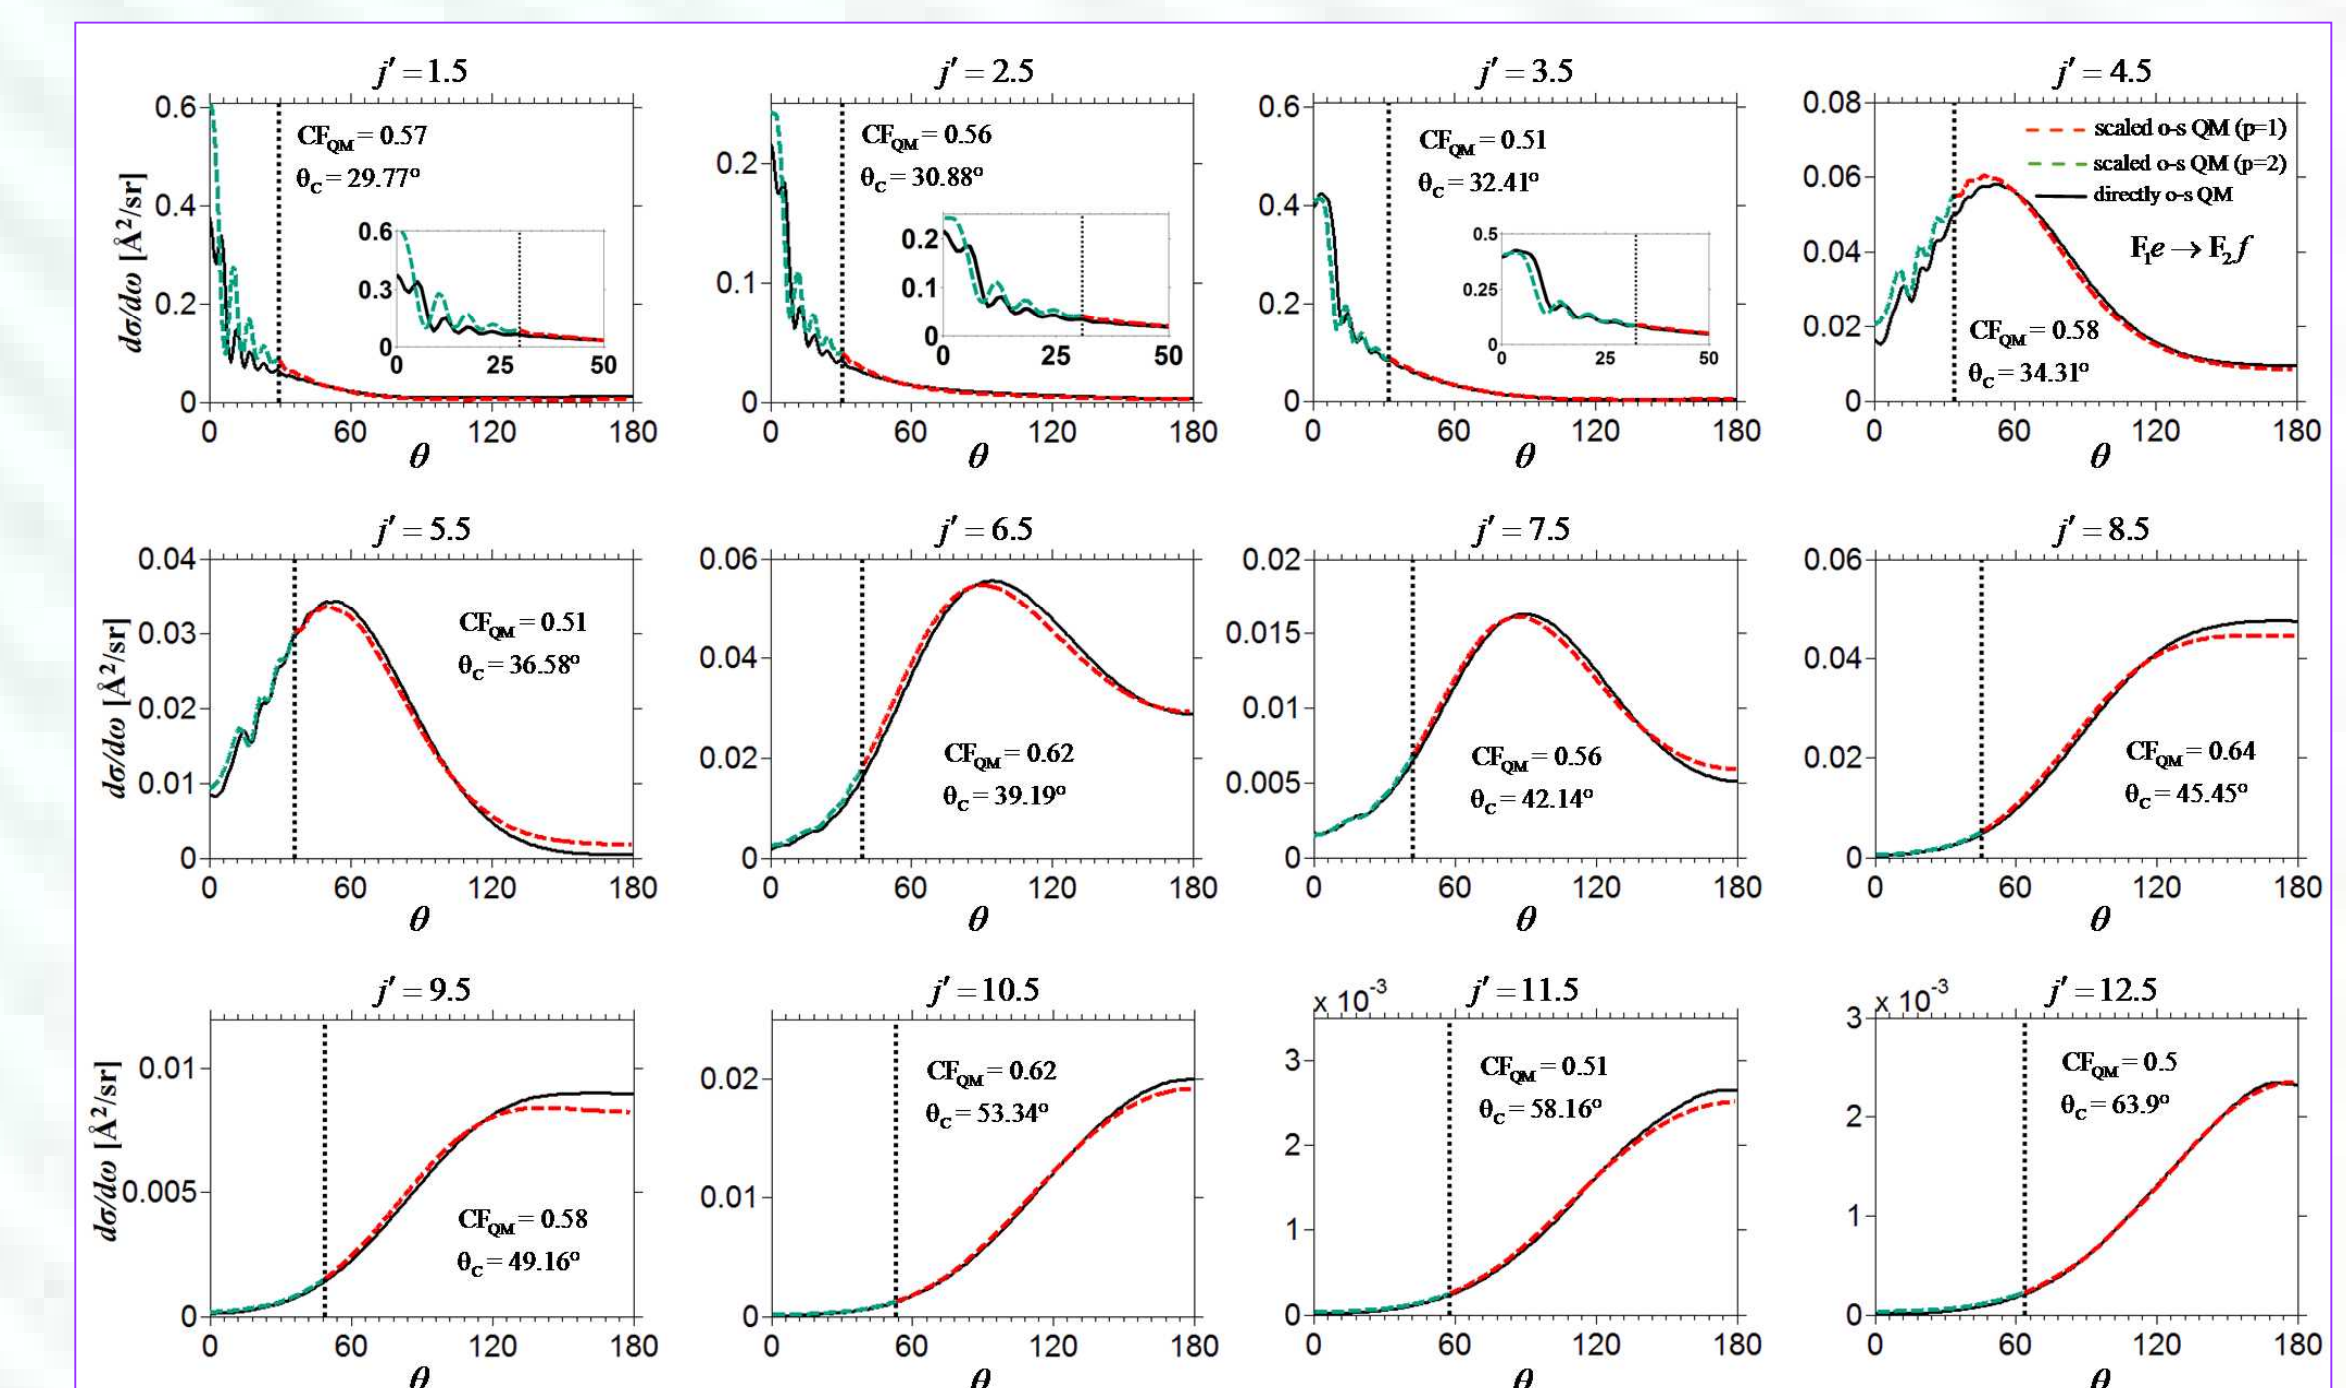 j′ = 1.5
0.6
0.4
0.2
0
dσ/dω [Å²/sr]
CF_QM = 0.57
θ_C = 29.77°
0.6
0.3
0
0 25 50
0 60 120 180
θ
j′ = 2.5
0.2
0.1
0
CF_QM = 0.56
θ_C = 30.88°
0.2
0.1
0
0 25 50
0 60 120 180
θ
j′ = 3.5
0.6
0.4
0.2
0
CF_QM = 0.51
θ_C = 32.41°
0.5
0.25
0
0 25 50
0 60 120 180
θ
j′ = 4.5
0.08
0.06
0.04
0.02
0
scaled o-s QM (p=1)
scaled o-s QM (p=2)
directly o-s QM
F₁e → F₂f
CF_QM = 0.58
θ_C = 34.31°
0 60 120 180
θ
j′ = 5.5
0.04
0.03
0.02
0.01
0
dσ/dω [Å²/sr]
CF_QM = 0.51
θ_C = 36.58°
0 60 120 180
θ
j′ = 6.5
0.06
0.04
0.02
0
CF_QM = 0.62
θ_C = 39.19°
0 60 120 180
θ
j′ = 7.5
0.02
0.015
0.01
0.005
0
CF_QM = 0.56
θ_C = 42.14°
0 60 120 180
θ
j′ = 8.5
0.06
0.04
0.02
0
CF_QM = 0.64
θ_C = 45.45°
0 60 120 180
θ
j′ = 9.5
0.01
0.005
0
dσ/dω [Å²/sr]
CF_QM = 0.58
θ_C = 49.16°
0 60 120 180
θ
j′ = 10.5
0.02
0.01
0
CF_QM = 0.62
θ_C = 53.34°
0 60 120 180
θ
x 10⁻³
j′ = 11.5
3
2
1
0
CF_QM = 0.51
θ_C = 58.16°
0 60 120 180
θ
x 10⁻³
j′ = 12.5
3
2
1
0
CF_QM = 0.5
θ_C = 63.9°
0 60 120 180
θ